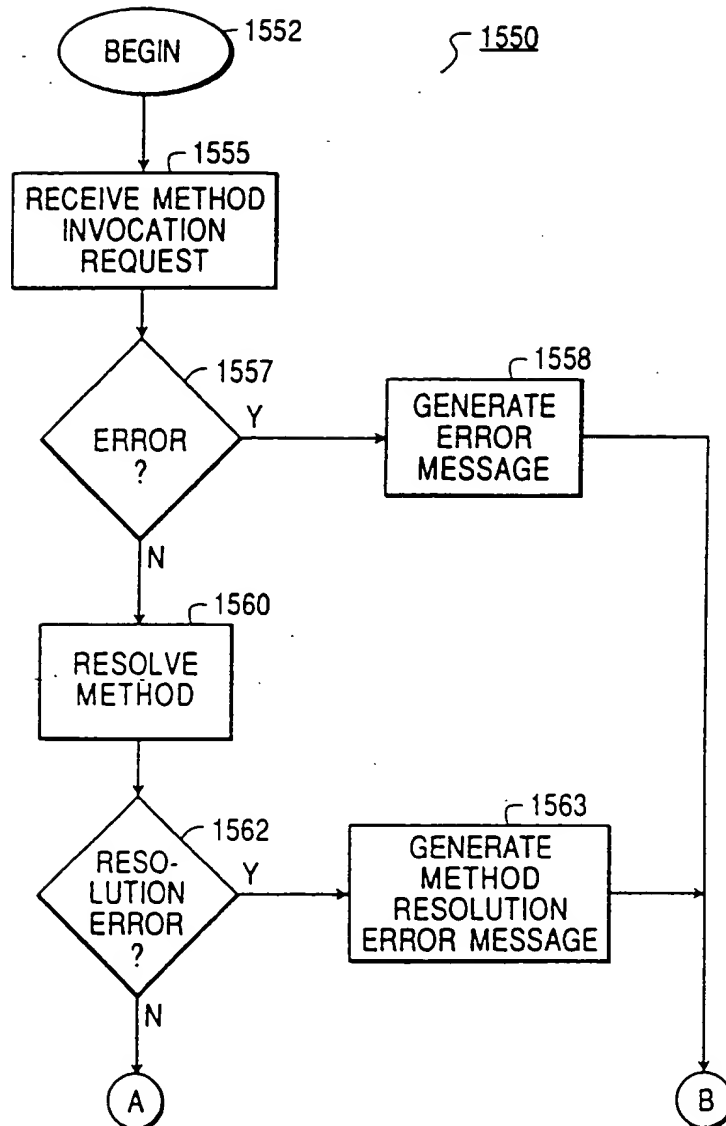 1550
1552
BEGIN
1555
RECEIVE METHOD
INVOCATION
REQUEST
1557
ERROR
?
Y
N
1558
GENERATE
ERROR
MESSAGE
1560
RESOLVE
METHOD
1562
RESO-
LUTION
ERROR
?
Y
N
1563
GENERATE
METHOD
RESOLUTION
ERROR MESSAGE
A
B